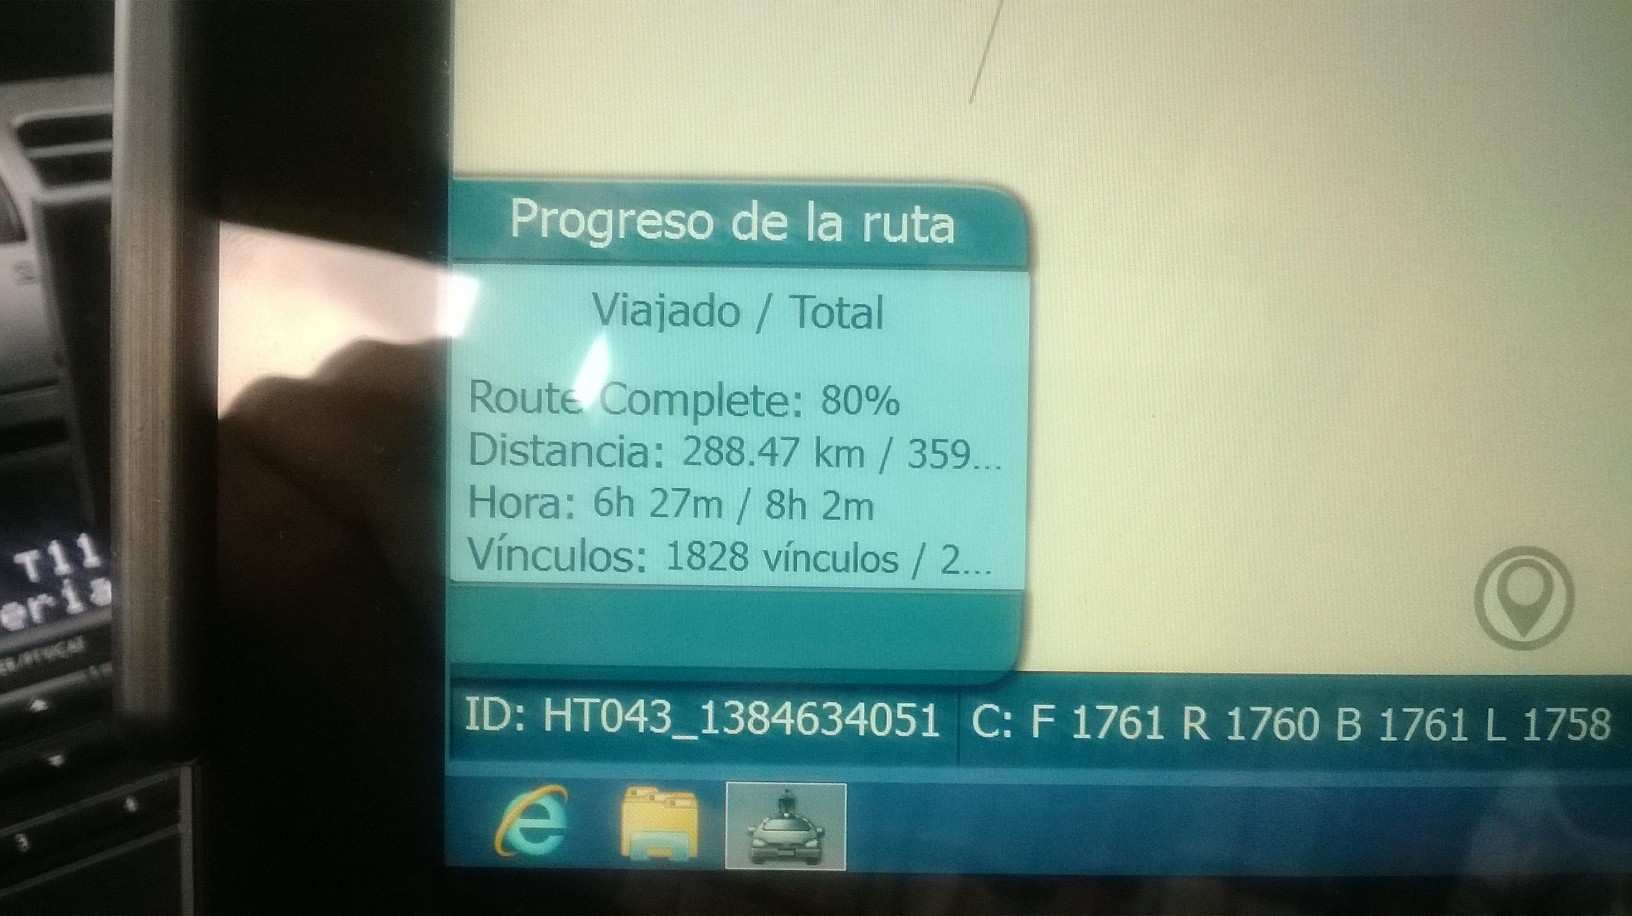 Progreso de la ruta
Viajado / Total
Route Complete: 80%
Distancia: 288.47 km / 359...
Hora: 6h 27m / 8h 2m
Vínculos: 1828 vínculos / 2...
ID: HT043_1384634051 C: F 1761 R 1760 B 1761 L 1758
T11
eria
3